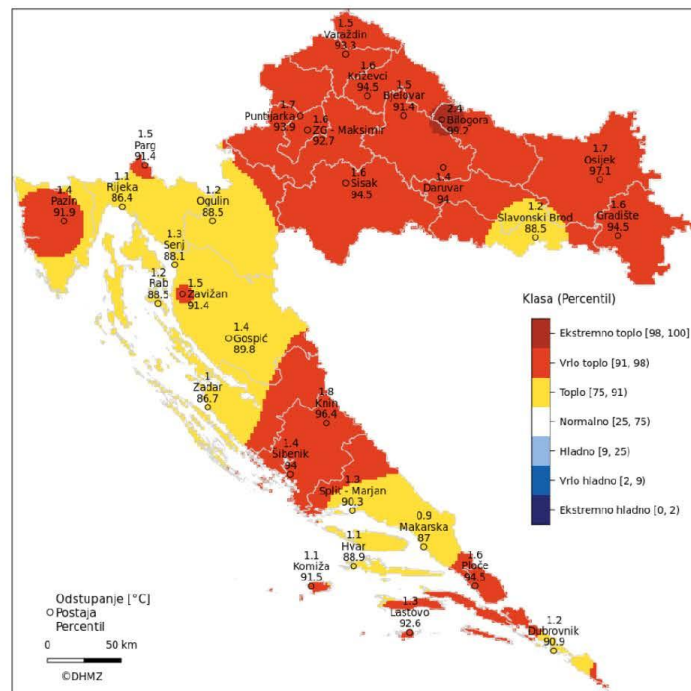 1.5
Varaždin
93.3
1.6
Križevci
94.5
1.5
Bjelovar
91.4
2.4
Bilogora
99.2
1.7
Puntijarka
93.9
1.6
ZG - Maksimir
92.7
1.5
Parg
91.4
1.7
Osijek
97.1
1.4
Pazin
91.9
1.1
Rijeka
86.4
1.2
Ogulin
88.5
1.6
Sisak
94.5
1.4
Daruvar
94
1.2
Slavonski Brod
88.5
1.6
Gradište
94.5
1.3
Senj
88.1
1.2
Rab
88.5
1.5
Zavižan
91.4
1.4
Gospić
89.8
1
Zadar
86.7
1.8
Knin
96.4
1.4
Šibenik
94
1.3
Split - Marjan
90.3
0.9
Makarska
87
1.1
Hvar
88.9
1.1
Komiža
91.5
1.6
Ploče
94.5
1.3
Lastovo
92.6
1.2
Dubrovnik
90.9
Klasa (Percentil)
Ekstremno toplo [98, 100]
Vrlo toplo [91, 98)
Toplo [75, 91)
Normalno [25, 75)
Hladno [9, 25)
Vrlo hladno [2, 9)
Ekstremno hladno [0, 2)
Odstupanje [°C]
Postaja
Percentil
0 50 km
©DHMZ